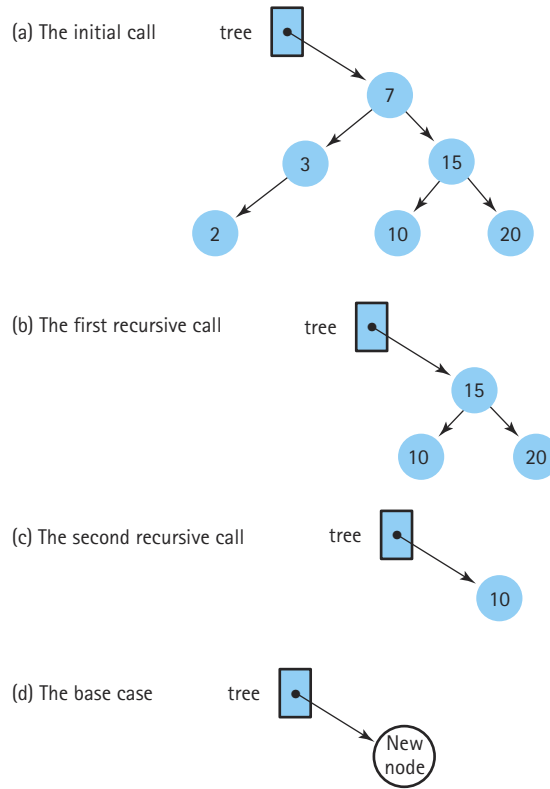 (a) The initial call
tree
7
3
15
2
10
20
(b) The first recursive call
tree
15
10
20
(c) The second recursive call
tree
10
(d) The base case
tree
New
node